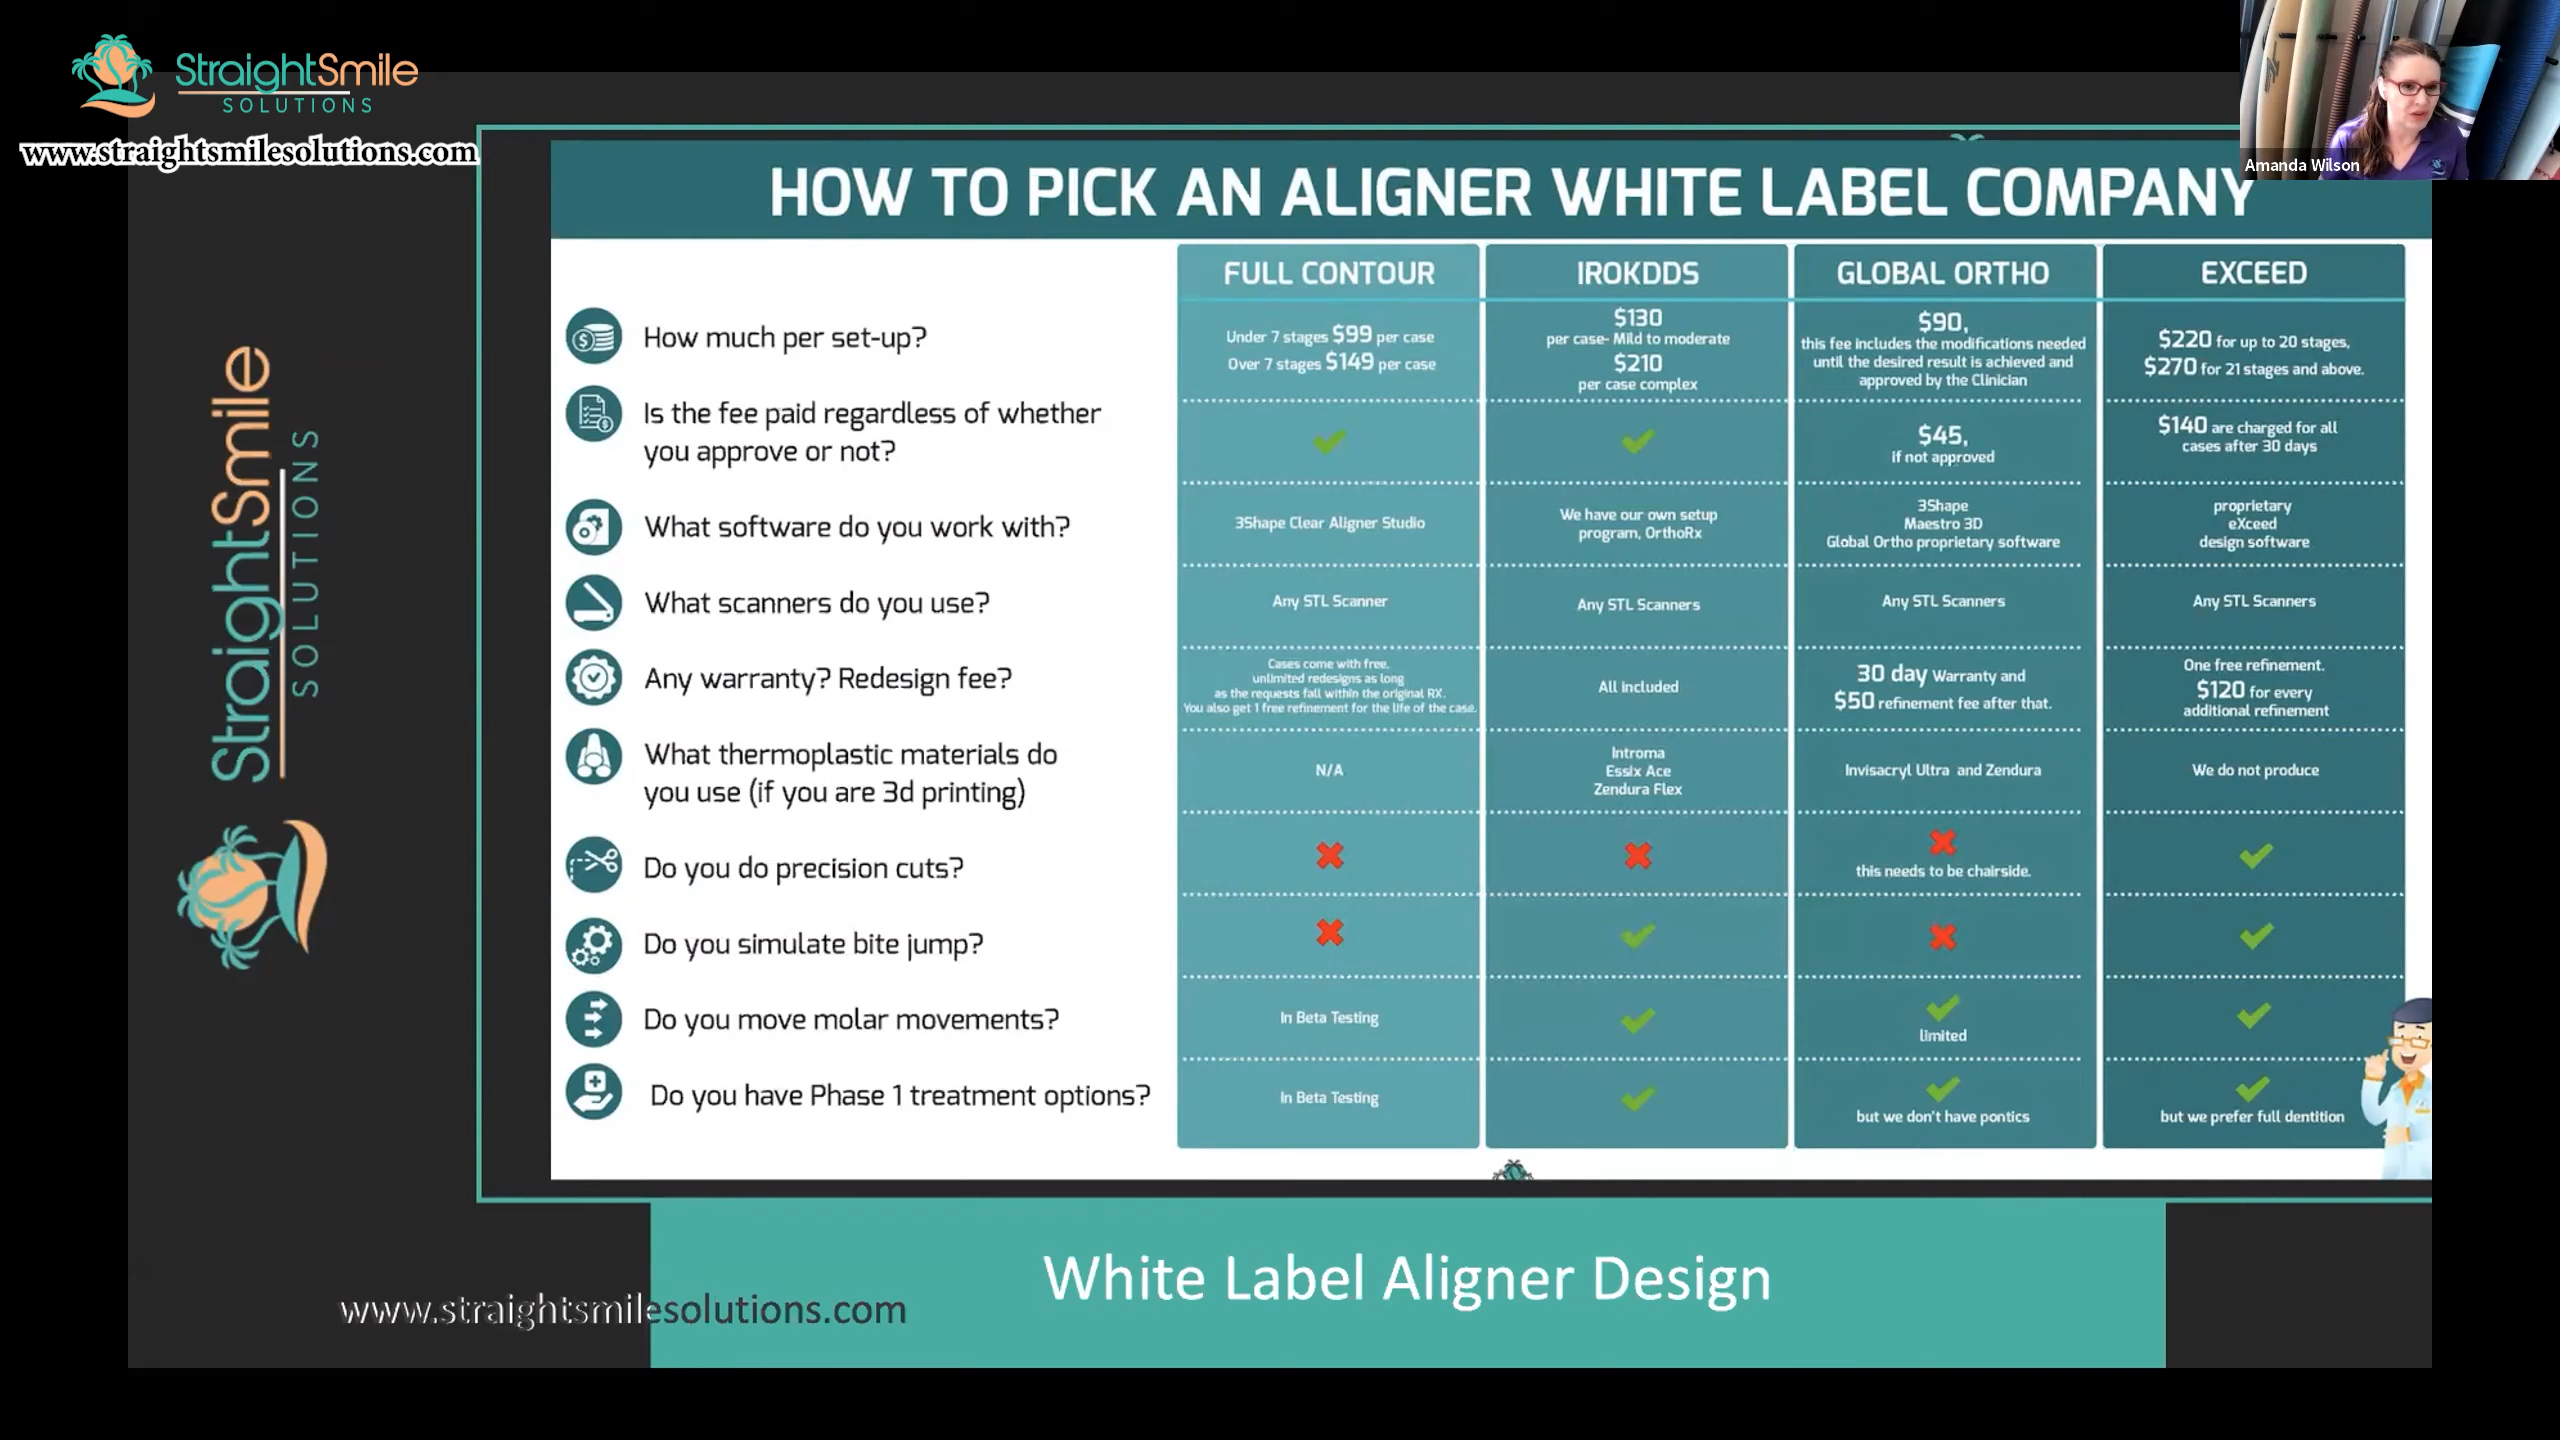 StraightSmile
SOLUTIONS
www.straightsmilesolutions.com
Amanda Wilson
StraightSmile
SOLUTIONS
HOW TO PICK AN ALIGNER WHITE LABEL COMPANY
FULL CONTOUR
IROKDDS
GLOBAL ORTHO
EXCEED
How much per set-up?
Under 7 stages $99 per case
Over 7 stages $149 per case
$130
per case- Mild to moderate
$210
per case complex
$90,
this fee includes the modifications needed
until the desired result is achieved and
approved by the Clinician
$220 for up to 20 stages,
$270 for 21 stages and above.
Is the fee paid regardless of whether
you approve or not?
$45,
if not approved
$140 are charged for all
cases after 30 days
What software do you work with?
3Shape Clear Aligner Studio
We have our own setup
program, OrthoRx
3Shape
Maestro 3D
Global Ortho proprietary software
proprietary
eXceed
design software
What scanners do you use?
Any STL Scanner
Any STL Scanners
Any STL Scanners
Any STL Scanners
Any warranty? Redesign fee?
Cases come with free,
unlimited redesigns as long
as the requests fall within the original RX.
You also get 1 free refinement for the life of the case.
All included
30 day Warranty and
$50 refinement fee after that.
One free refinement.
$120 for every
additional refinement
What thermoplastic materials do
you use (if you are 3d printing)
N/A
Introma
Essix Ace
Zendura Flex
Invisacryl Ultra and Zendura
We do not produce
Do you do precision cuts?
this needs to be chairside.
Do you simulate bite jump?
Do you move molar movements?
In Beta Testing
limited
Do you have Phase 1 treatment options?
In Beta Testing
but we don't have pontics
but we prefer full dentition
White Label Aligner Design
www.straightsmilesolutions.com